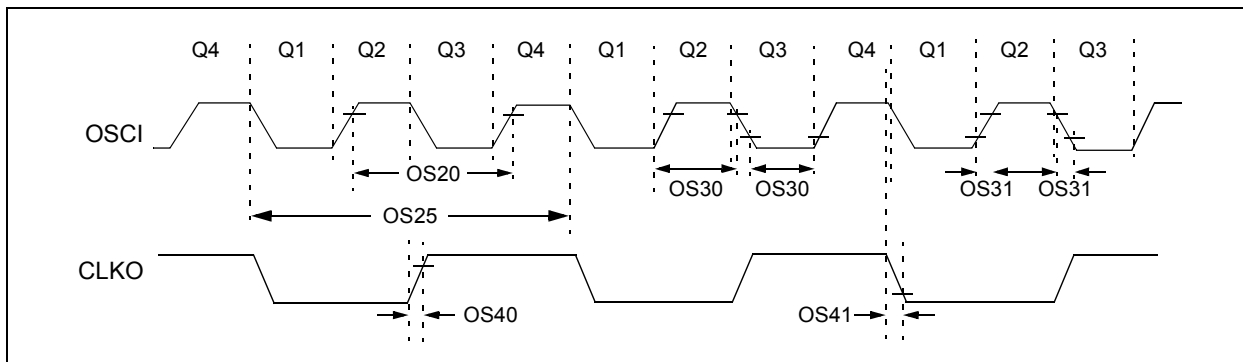 Q4 Q1 Q2 Q3 Q4 Q1 Q2 Q3 Q4 Q1 Q2 Q3
OSCI
OS20
OS30
OS30
OS31
OS31
OS25
CLKO
OS40
OS41